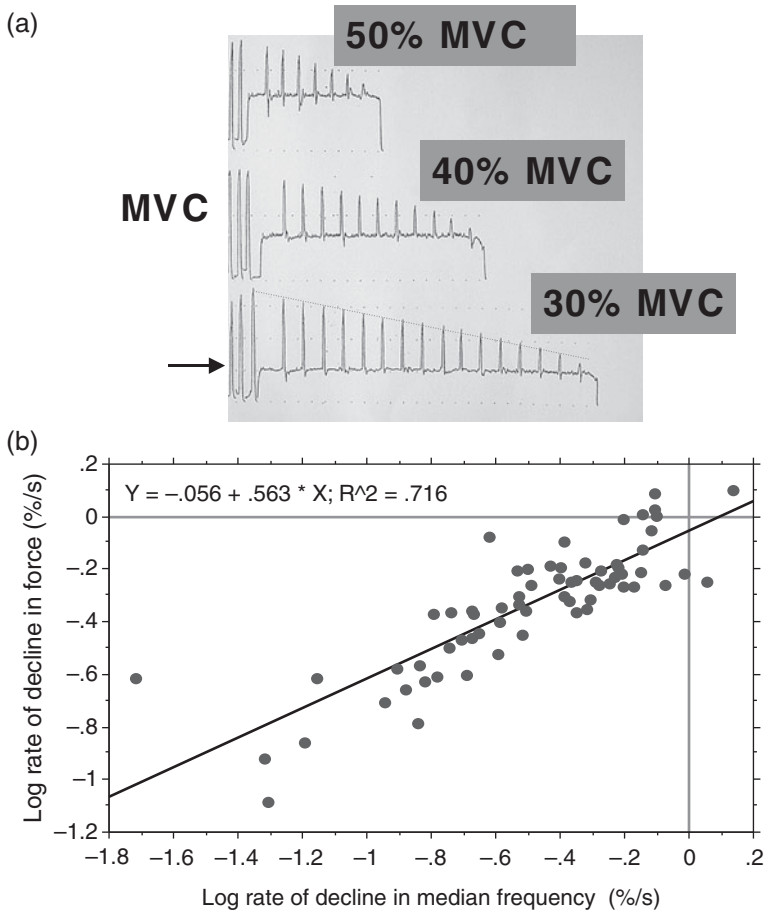 (a)
50% MVC
40% MVC
MVC
30% MVC
(b)
Y = –.056 + .563 * X; R^2 = .716
Log rate of decline in force (%/s)
.2
0
–.2
–.4
–.6
–.8
–1
–1.2
–1.8 –1.6 –1.4 –1.2 –1 –.8 –.6 –.4 –.2 0 .2
Log rate of decline in median frequency (%/s)